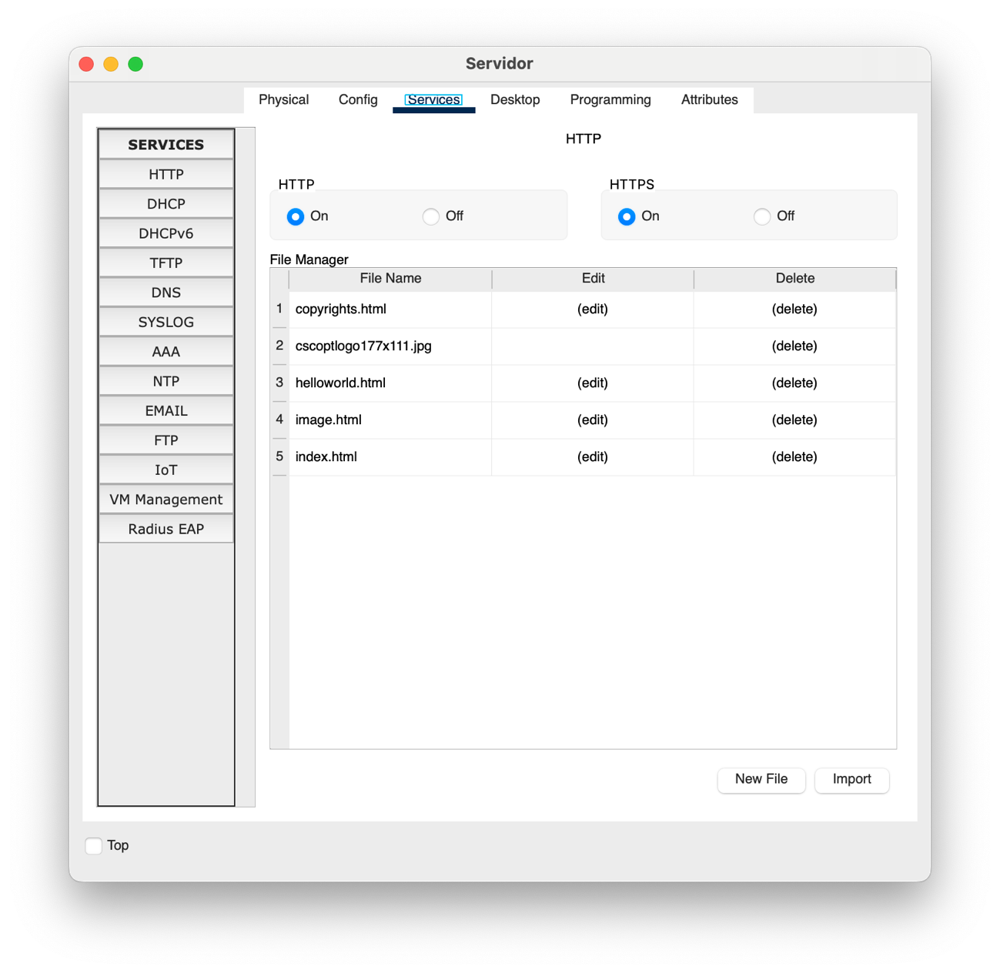 Servidor
Physical Config Services Desktop Programming Attributes
SERVICES
HTTP
DHCP
DHCPv6
TFTP
DNS
SYSLOG
AAA
NTP
EMAIL
FTP
IoT
VM Management
Radius EAP
HTTP
HTTP
On Off
HTTPS
On Off
File Manager
File Name Edit Delete
1 copyrights.html (edit) (delete)
2 cscoptlogo177x111.jpg (delete)
3 helloworld.html (edit) (delete)
4 image.html (edit) (delete)
5 index.html (edit) (delete)
New File Import
Top